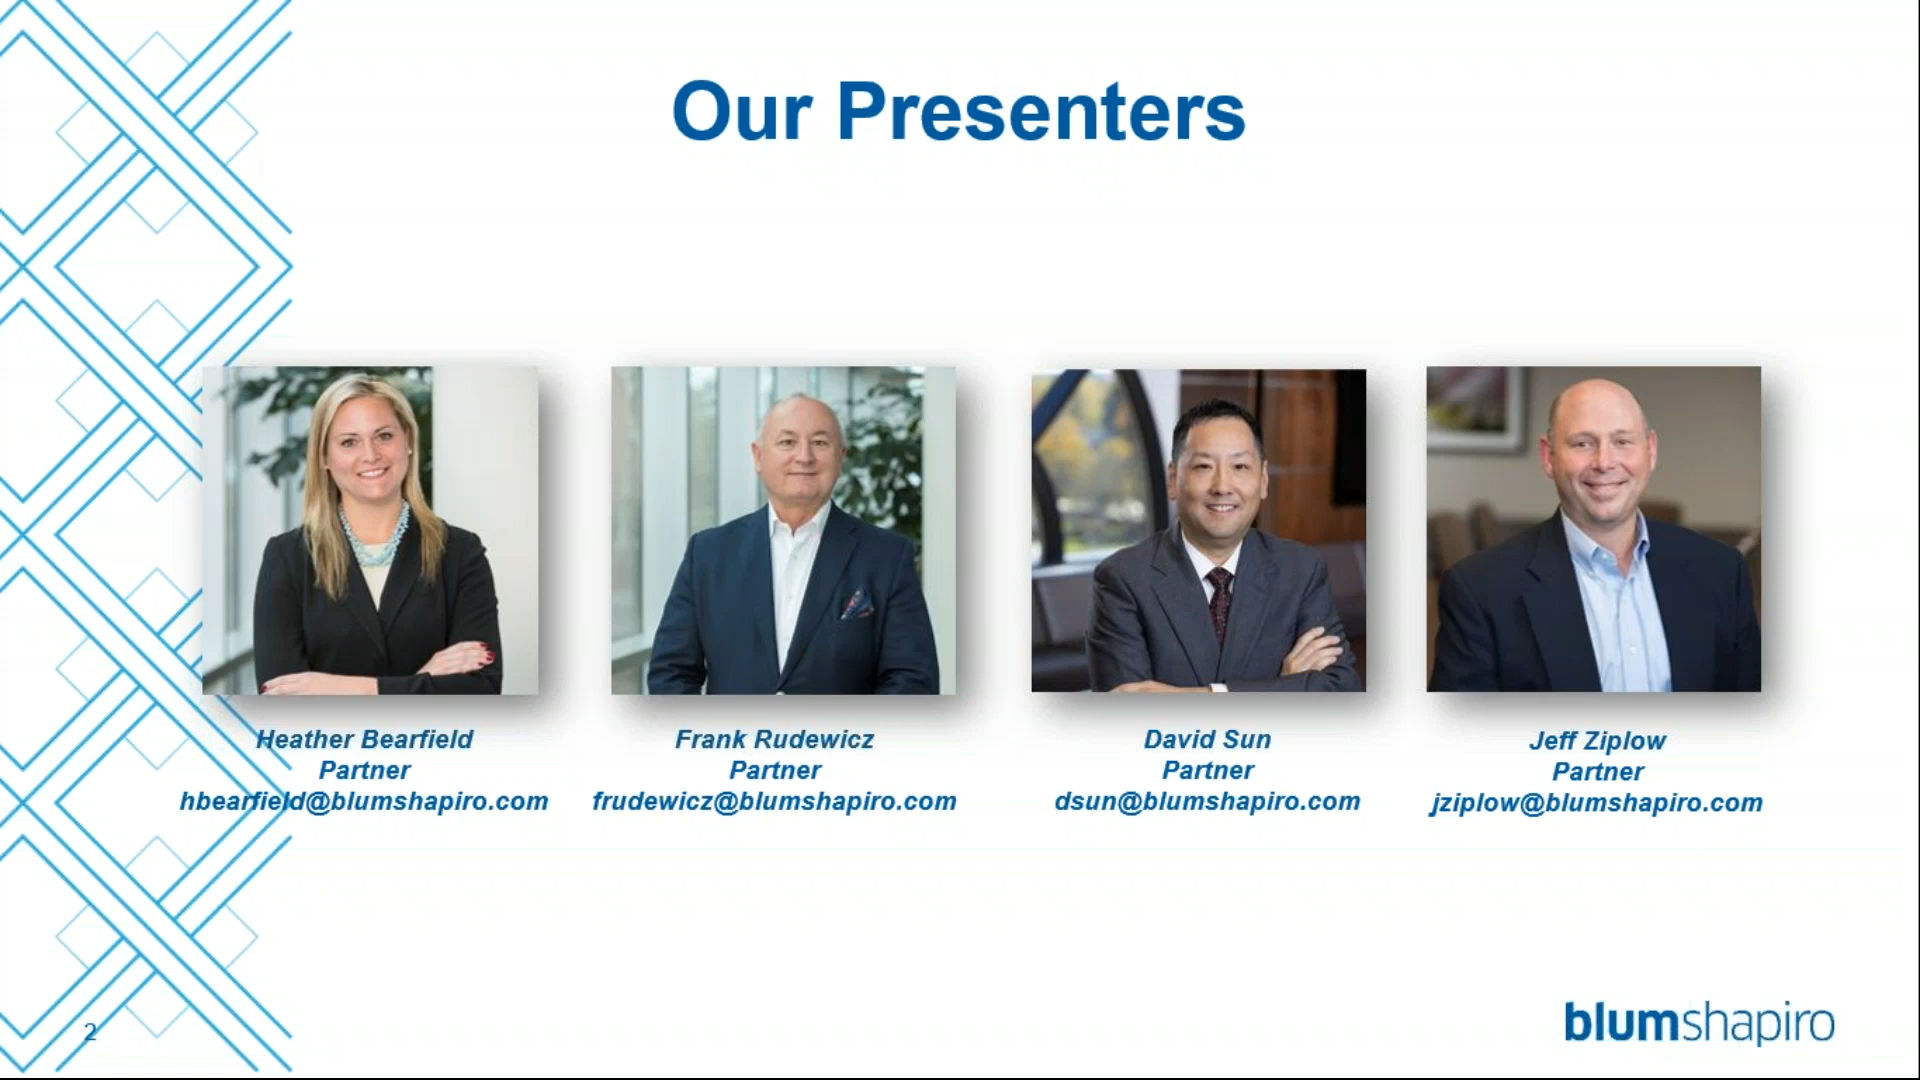 Our Presenters
Heather Bearfield
Partner
hbearfield@blumshapiro.com
Frank Rudewicz
Partner
frudewicz@blumshapiro.com
David Sun
Partner
dsun@blumshapiro.com
Jeff Ziplow
Partner
jziplow@blumshapiro.com
2
blumshapiro